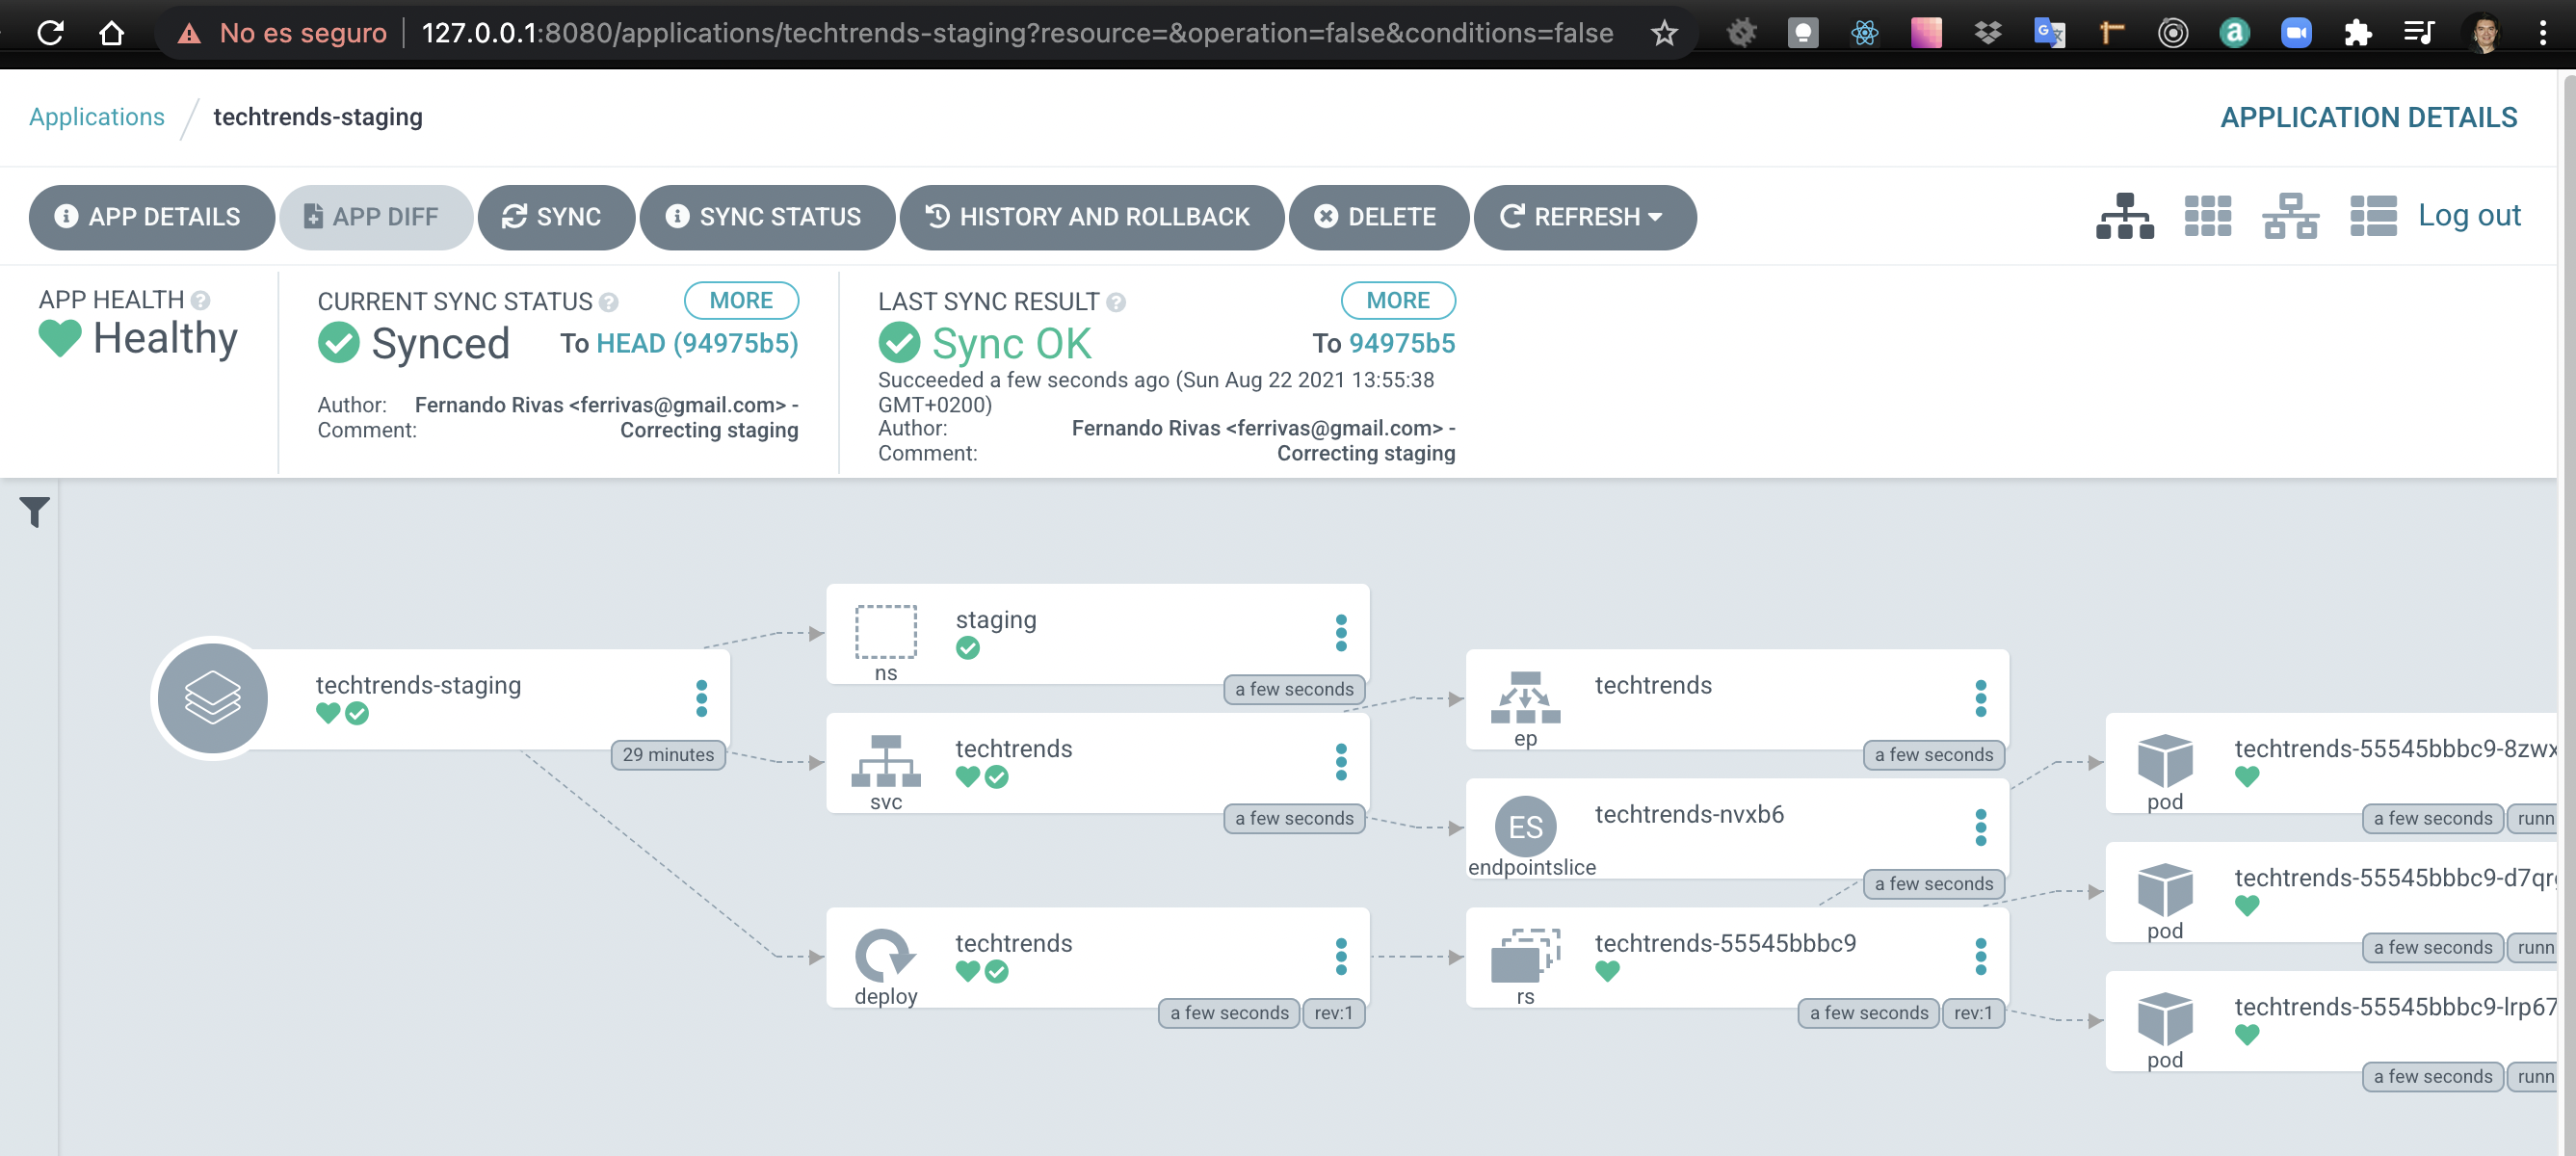 No es seguro | 127.0.0.1:8080/applications/techtrends-staging?resource=&operation=false&conditions=false
Applications / techtrends-staging
APPLICATION DETAILS
APP DETAILS APP DIFF SYNC SYNC STATUS HISTORY AND ROLLBACK DELETE REFRESH Log out
APP HEALTH
Healthy
CURRENT SYNC STATUS MORE
Synced To HEAD (94975b5)
Author: Fernando Rivas <ferrivas@gmail.com> -
Comment: Correcting staging
LAST SYNC RESULT MORE
Sync OK To 94975b5
Succeeded a few seconds ago (Sun Aug 22 2021 13:55:38
GMT+0200)
Author: Fernando Rivas <ferrivas@gmail.com> -
Comment: Correcting staging
techtrends-staging
29 minutes
staging
ns
a few seconds
techtrends
svc
a few seconds
techtrends
deploy
a few seconds rev:1
techtrends
ep
a few seconds
ES
techtrends-nvxb6
endpointslice
a few seconds
techtrends-55545bbbc9
rs
a few seconds rev:1
techtrends-55545bbbc9-8zwx
pod
a few seconds runn
techtrends-55545bbbc9-d7qr
pod
a few seconds runn
techtrends-55545bbbc9-lrp67
pod
a few seconds runn